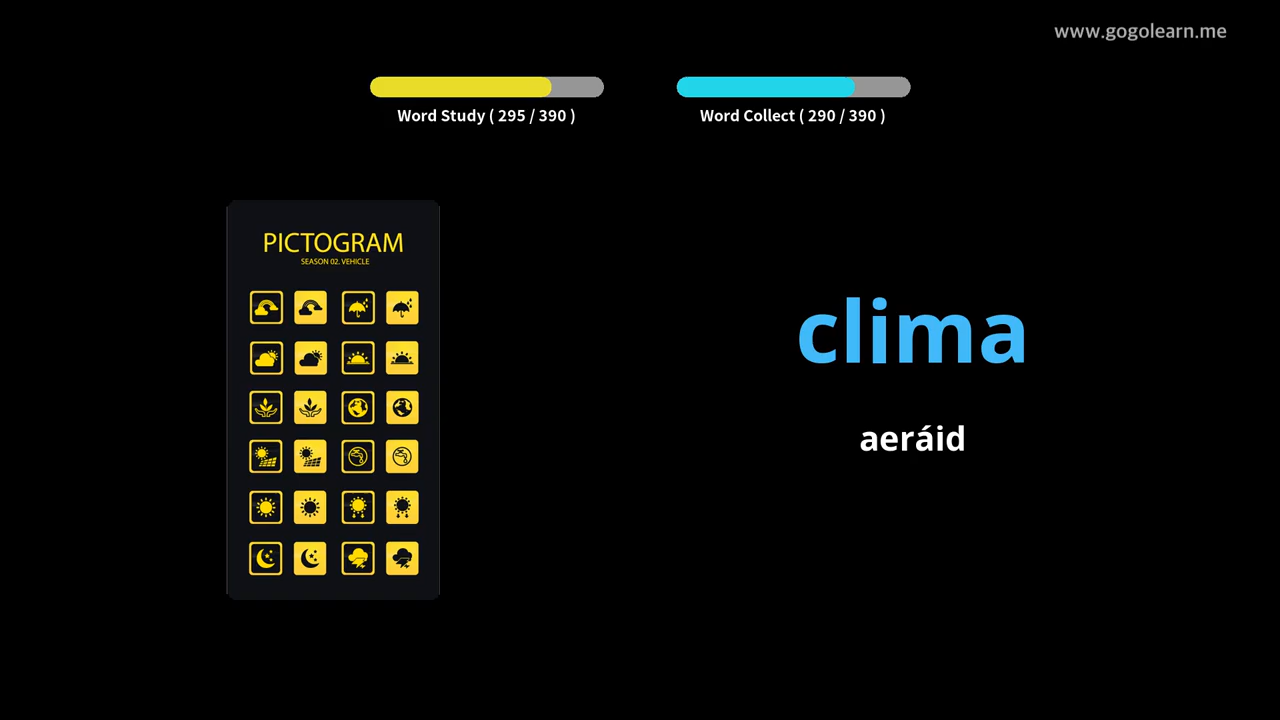 www.gogolearn.me
Word Study ( 295 / 390 )
Word Collect ( 290 / 390 )
PICTOGRAM
SEASON 02. VEHICLE
clima
aeráid